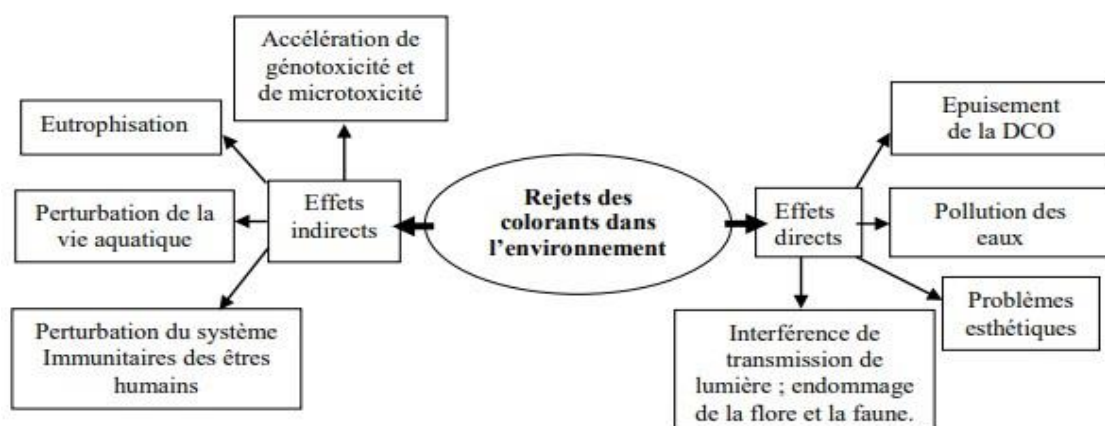 Accélération de
génotoxicité et
de microtoxicité
Eutrophisation
Perturbation de la
vie aquatique
Perturbation du système
Immunitaires des êtres
humains
Effets
indirects
Rejets des
colorants dans
l'environnement
Effets
directs
Epuisement
de la DCO
Pollution des
eaux
Problèmes
esthétiques
Interférence de
transmission de
lumière ; endommage
de la flore et la faune.